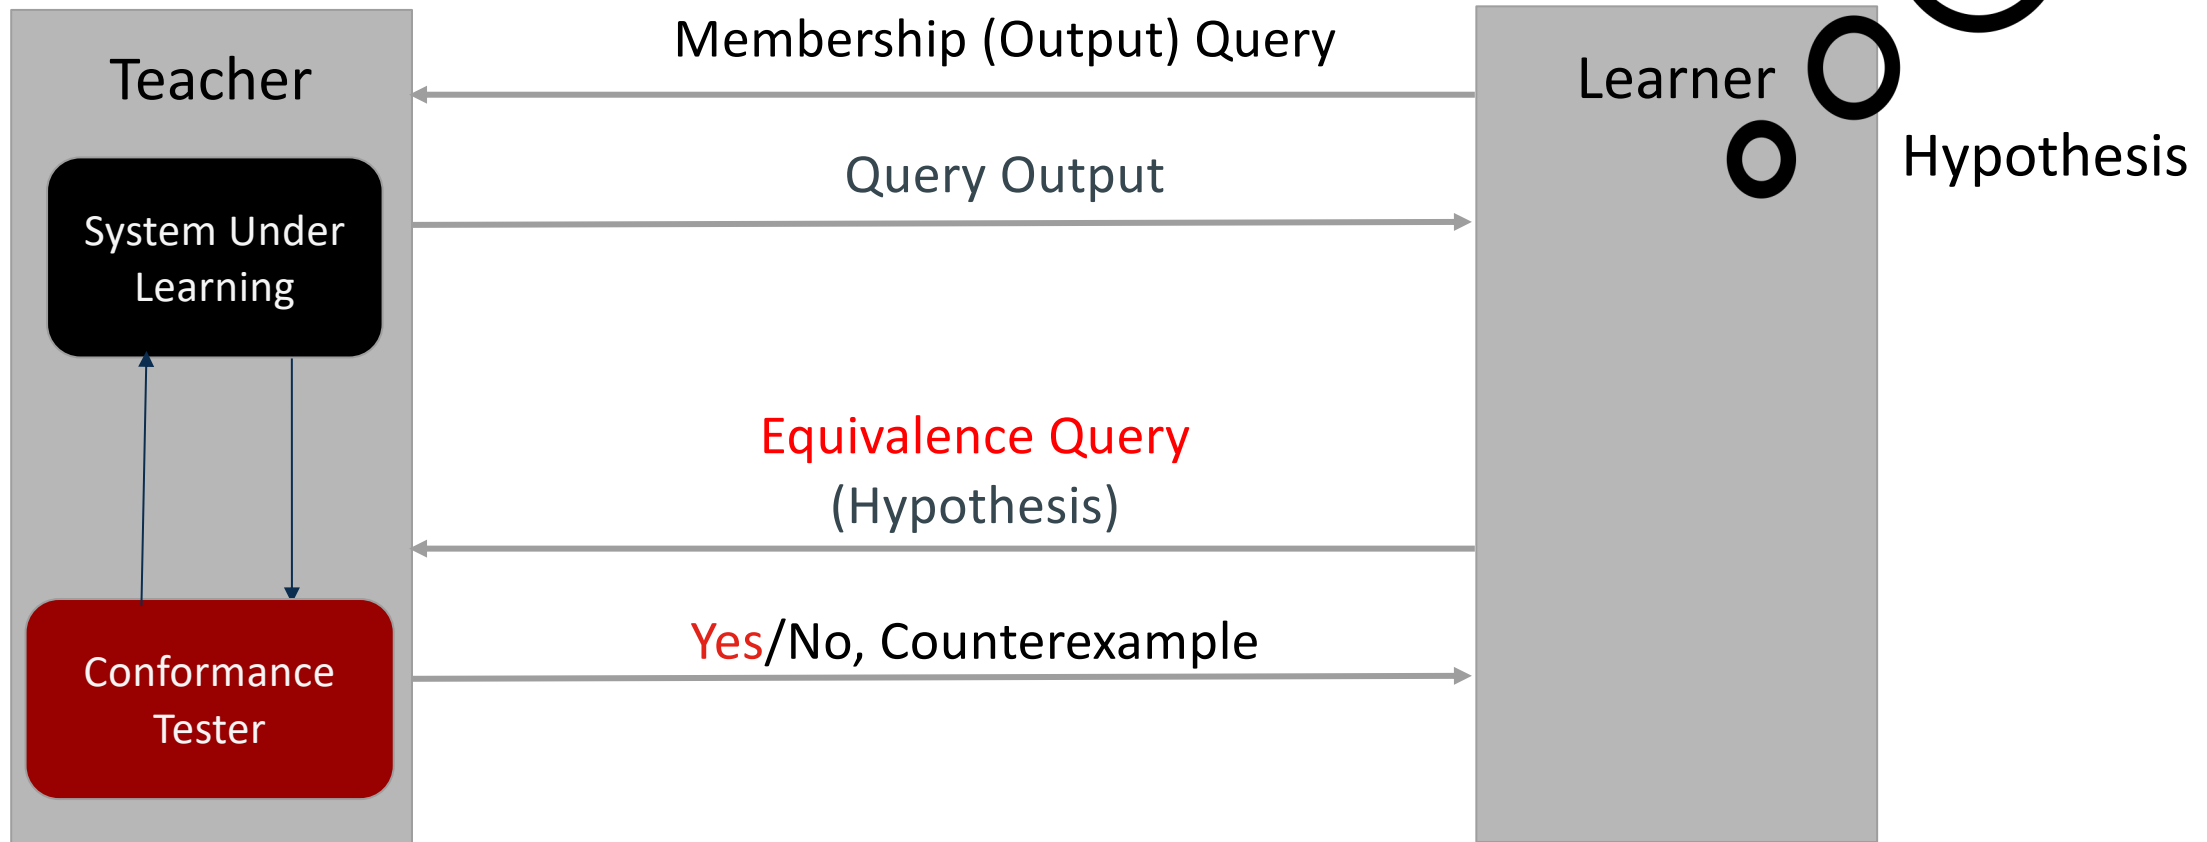 Teacher
System Under
Learning
Conformance
Tester
Membership (Output) Query
Query Output
Equivalence Query
(Hypothesis)
Yes/No, Counterexample
Learner
Hypothesis